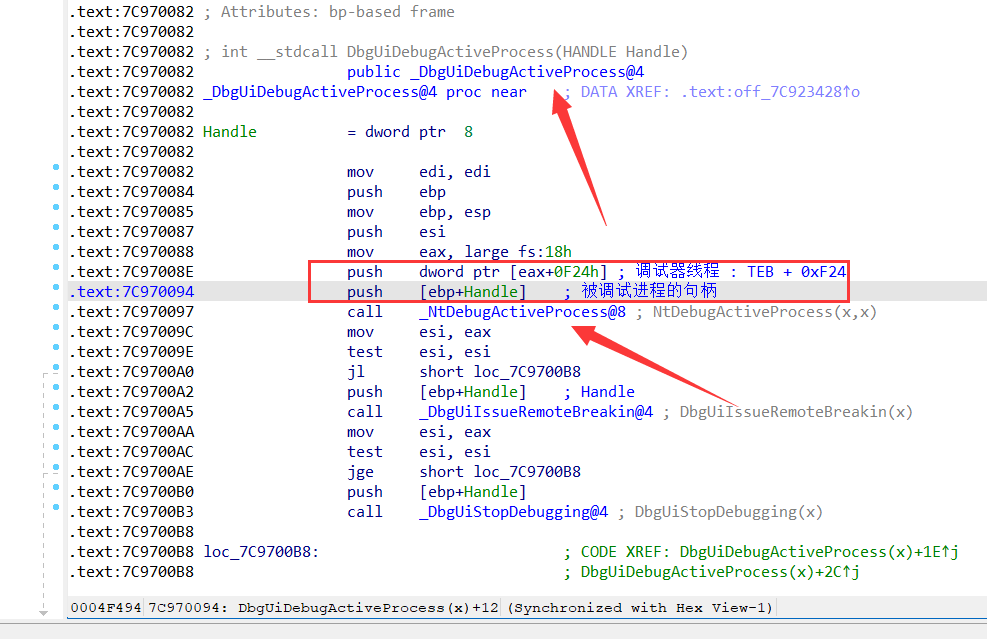 .text:7C970082 ; Attributes: bp-based frame
.text:7C970082
.text:7C970082 ; int __stdcall DbgUiDebugActiveProcess(HANDLE Handle)
.text:7C970082 public _DbgUiDebugActiveProcess@4
.text:7C970082 _DbgUiDebugActiveProcess@4 proc near ; DATA XREF: .text:off_7C923428↑o
.text:7C970082
.text:7C970082 Handle = dword ptr 8
.text:7C970082
.text:7C970082 mov edi, edi
.text:7C970084 push ebp
.text:7C970085 mov ebp, esp
.text:7C970087 push esi
.text:7C970088 mov eax, large fs:18h
.text:7C97008E push dword ptr [eax+0F24h] ; 调试器线程 : TEB + 0xF24
.text:7C970094 push [ebp+Handle] ; 被调试进程的句柄
.text:7C970097 call _NtDebugActiveProcess@8 ; NtDebugActiveProcess(x,x)
.text:7C97009C mov esi, eax
.text:7C97009E test esi, esi
.text:7C9700A0 jl short loc_7C9700B8
.text:7C9700A2 push [ebp+Handle] ; Handle
.text:7C9700A5 call _DbgUiIssueRemoteBreakin@4 ; DbgUiIssueRemoteBreakin(x)
.text:7C9700AA mov esi, eax
.text:7C9700AC test esi, esi
.text:7C9700AE jge short loc_7C9700B8
.text:7C9700B0 push [ebp+Handle]
.text:7C9700B3 call _DbgUiStopDebugging@4 ; DbgUiStopDebugging(x)
.text:7C9700B8
.text:7C9700B8 loc_7C9700B8: ; CODE XREF: DbgUiDebugActiveProcess(x)+1E↑j
.text:7C9700B8 ; DbgUiDebugActiveProcess(x)+2C↑j
0004F494 7C970094: DbgUiDebugActiveProcess(x)+12 (Synchronized with Hex View-1)